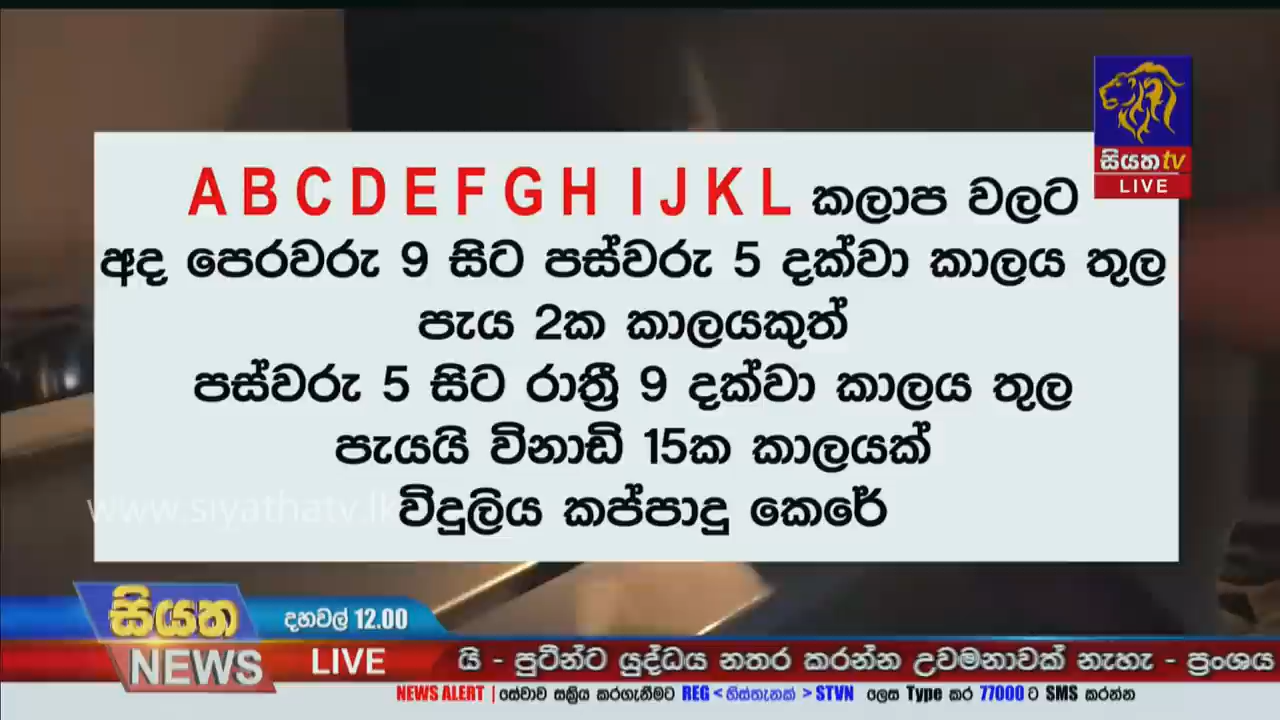 සියත tv
LIVE
A B C D E F G H I J K L කලාප වලට
අද පෙරවරු 9 සිට පස්වරු 5 දක්වා කාලය තුල
පැය 2ක කාලයකුත්
පස්වරු 5 සිට රාත්‍රී 9 දක්වා කාලය තුල
පැයයි විනාඩි 15ක කාලයක්
විදුලිය කප්පාදු කෙරේ
www.siyathatv.lk
සියත
NEWS
දහවල් 12.00
LIVE
යි - පුටින්ට යුද්ධය නතර කරන්න උවමනාවක් නැහැ - ප්‍රංශය
NEWS ALERT | සේවාව සක්‍රිය කරගැනීමට REG < හිස්තැනක් > STVN ලෙස Type කර 77000 ට SMS කරන්න